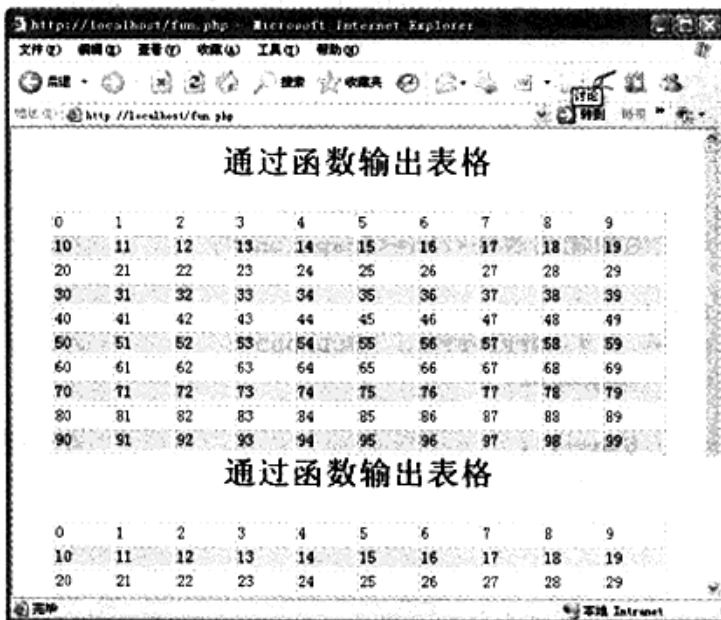 http://localhost/fun.php - Microsoft Internet Explorer
文件(F) 编辑(E) 查看(V) 收藏(A) 工具(T) 帮助(H)
后退 搜索 收藏夹
讨论
http://localhost/fun.php 转到
通过函数输出表格
0 1 2 3 4 5 6 7 8 9
10 11 12 13 14 15 16 17 18 19
20 21 22 23 24 25 26 27 28 29
30 31 32 33 34 35 36 37 38 39
40 41 42 43 44 45 46 47 48 49
50 51 52 53 54 55 56 57 58 59
60 61 62 63 64 65 66 67 68 69
70 71 72 73 74 75 76 77 78 79
80 81 82 83 84 85 86 87 88 89
90 91 92 93 94 95 96 97 98 99
通过函数输出表格
0 1 2 3 4 5 6 7 8 9
10 11 12 13 14 15 16 17 18 19
20 21 22 23 24 25 26 27 28 29
完毕 本地 Intranet